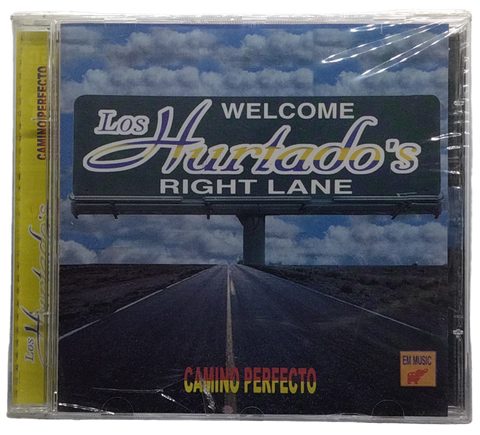 CAMINO PERFECTO
Los Hurtado's
WELCOME
Los Hurtado's
RIGHT LANE
CAMINO PERFECTO
EM MUSIC